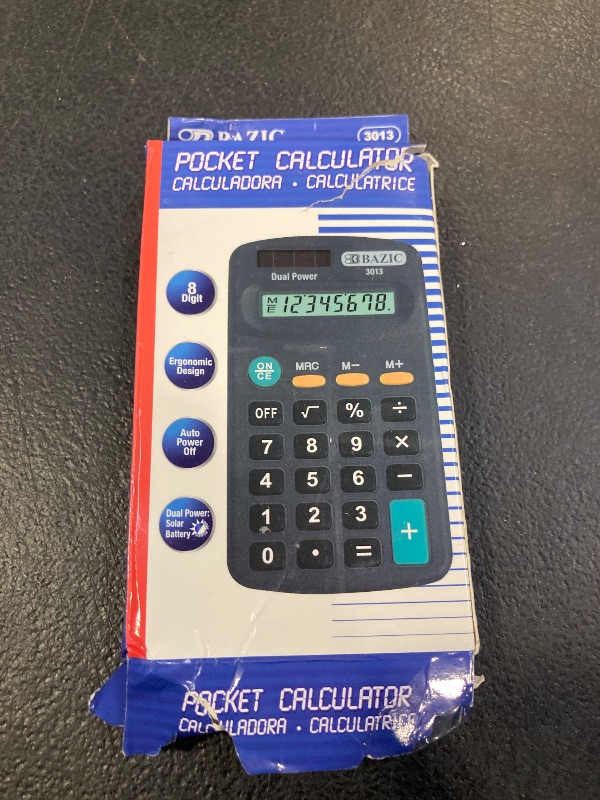 BAZIC 3013
POCKET CALCULATOR
CALCULADORA • CALCULATRICE
BAZIC
3013
Dual Power
ME 12345678.
8
Digit
Ergonomic
Design
Auto
Power
Off
Dual Power:
Solar
Battery
ON
CE
MRC M− M+
OFF √ % ÷
7 8 9 ×
4 5 6 −
1 2 3 +
0 • =
POCKET CALCULATOR
CALCULADORA • CALCULATRICE